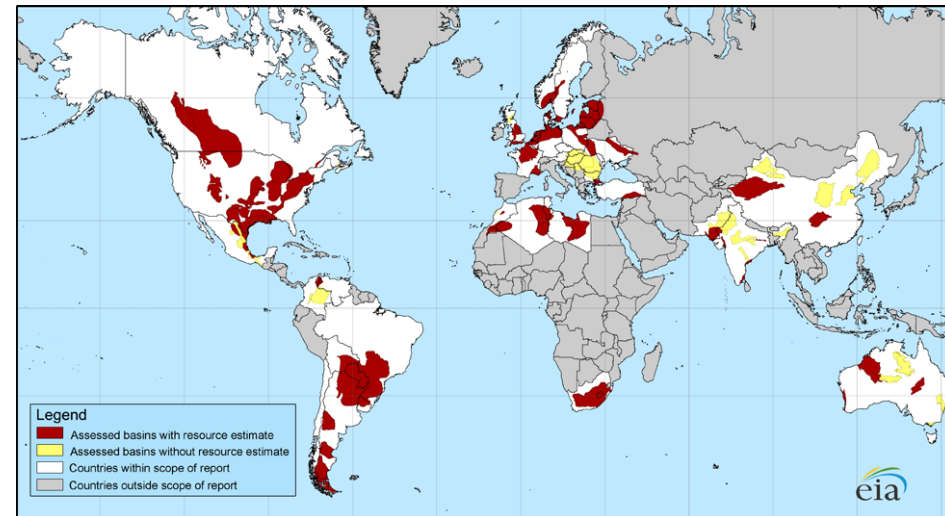 Legend
Assessed basins with resource estimate
Assessed basins without resource estimate
Countries within scope of report
Countries outside scope of report
eia